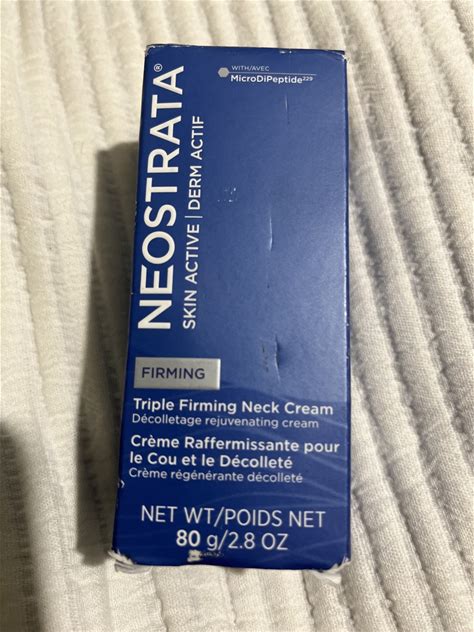 WITH/AVEC
MicroDiPeptide²²⁹
NEOSTRATA®
SKIN ACTIVE | DERM ACTIF
FIRMING
Triple Firming Neck Cream
Décolletage rejuvenating cream
Crème Raffermissante pour
le Cou et le Décolleté
Crème régénérante décolleté
NET WT/POIDS NET
80 g/2.8 OZ